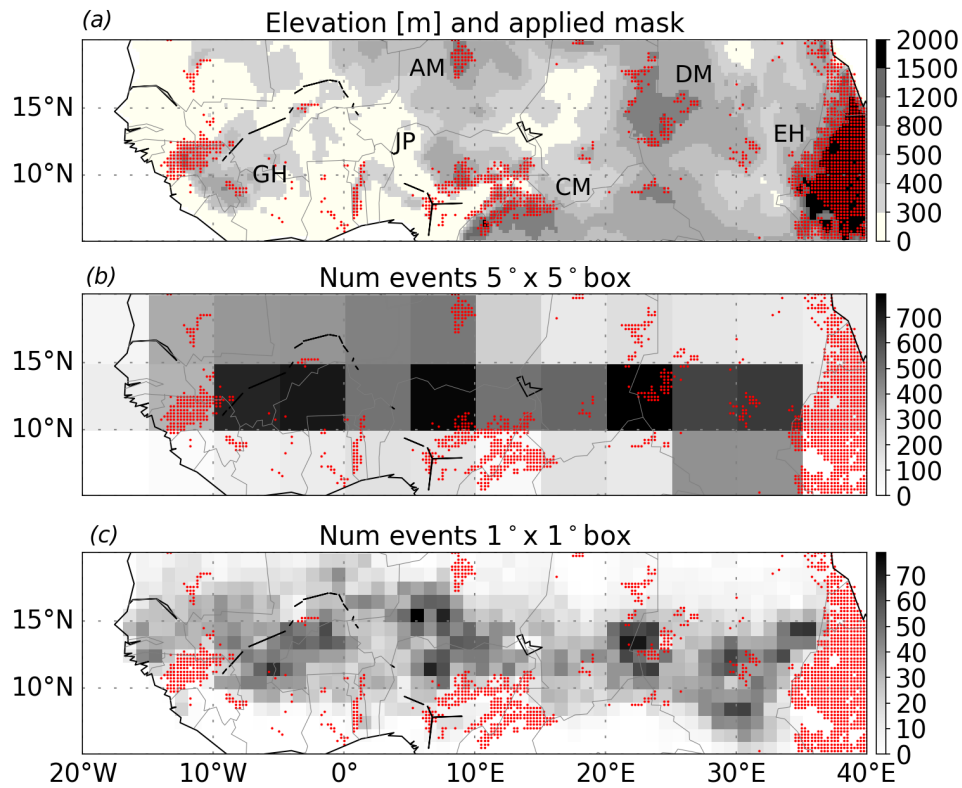 (a) Elevation [m] and applied mask
AM DM JP EH GH CM
15°N
10°N
2000
1500
1200
800
500
400
300
0
(b) Num events 5°x 5°box
15°N
10°N
700
600
500
400
300
200
100
0
(c) Num events 1°x 1°box
15°N
10°N
70
60
50
40
30
20
10
0
20°W 10°W 0° 10°E 20°E 30°E 40°E